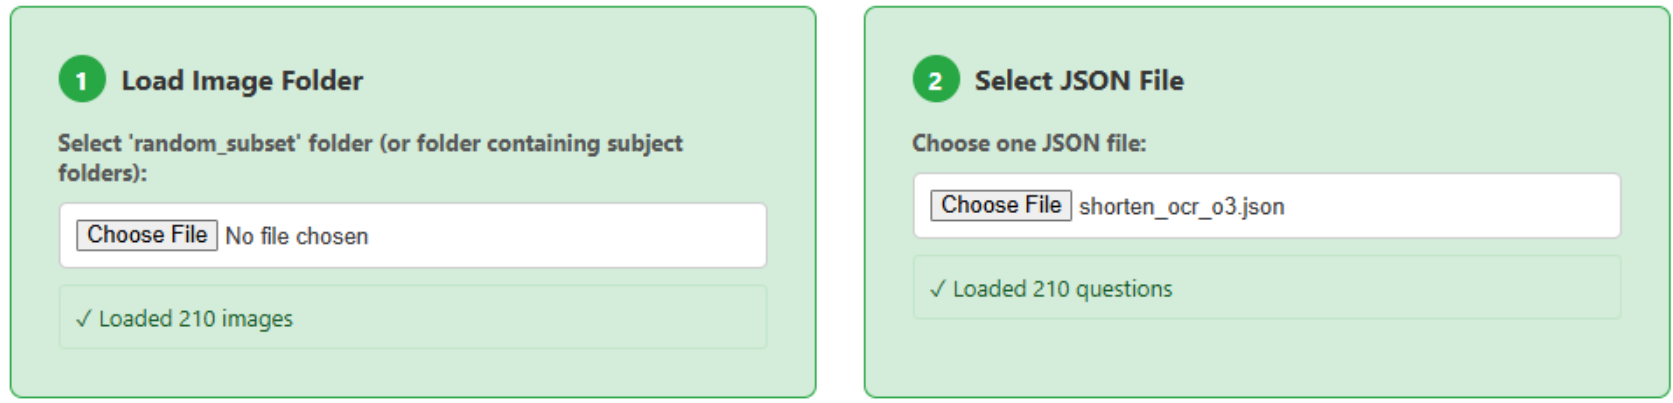 1 Load Image Folder
Select 'random_subset' folder (or folder containing subject
folders):
Choose File No file chosen
✓ Loaded 210 images
2 Select JSON File
Choose one JSON file:
Choose File shorten_ocr_o3.json
✓ Loaded 210 questions